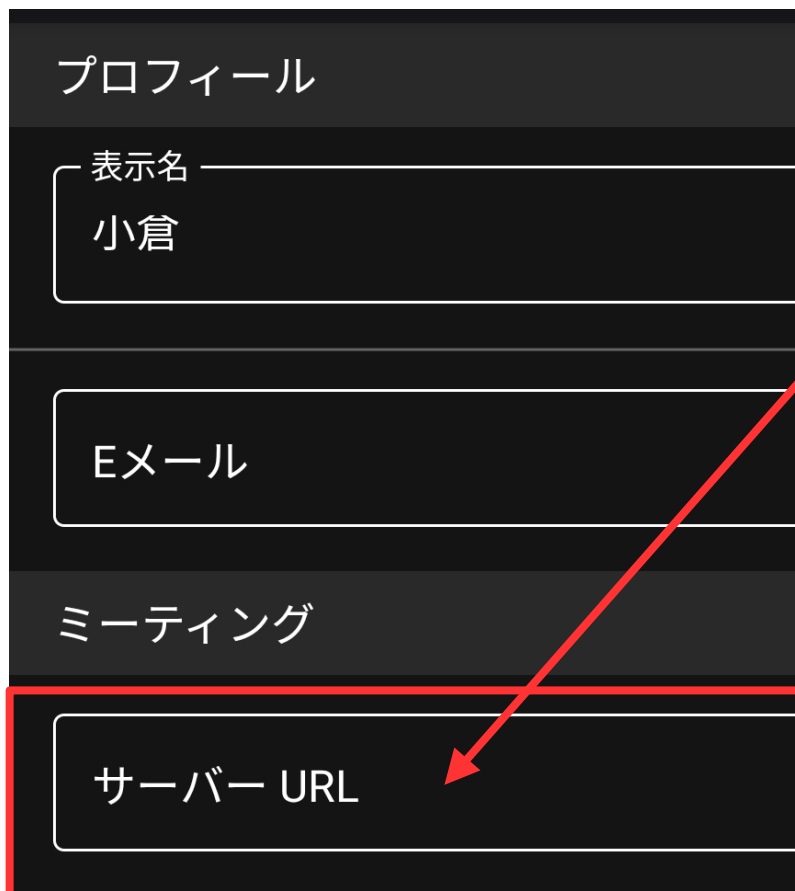 プロフィール
表示名
小倉
Eメール
ミーティング
サーバー URL